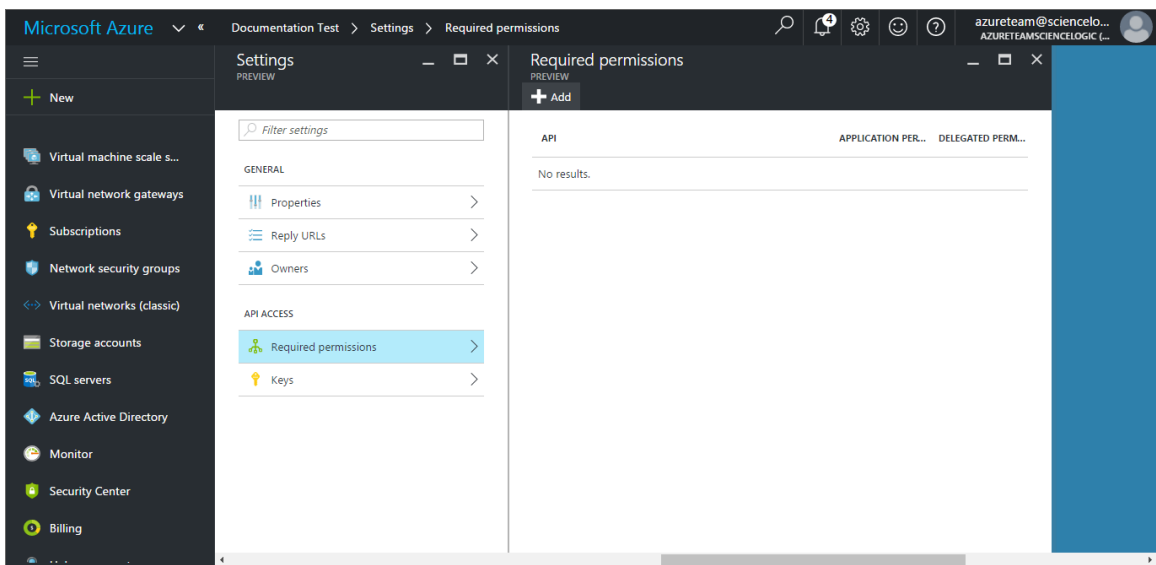 Microsoft Azure
Documentation Test > Settings > Required permissions
4
azureteam@sciencelo...
AZURETEAMSCIENCELOGIC (...
New
Virtual machine scale s...
Virtual network gateways
Subscriptions
Network security groups
Virtual networks (classic)
Storage accounts
SQL servers
Azure Active Directory
Monitor
Security Center
Billing
Settings
PREVIEW
Filter settings
GENERAL
Properties
Reply URLs
Owners
API ACCESS
Required permissions
Keys
Required permissions
PREVIEW
Add
API APPLICATION PER... DELEGATED PERM...
No results.